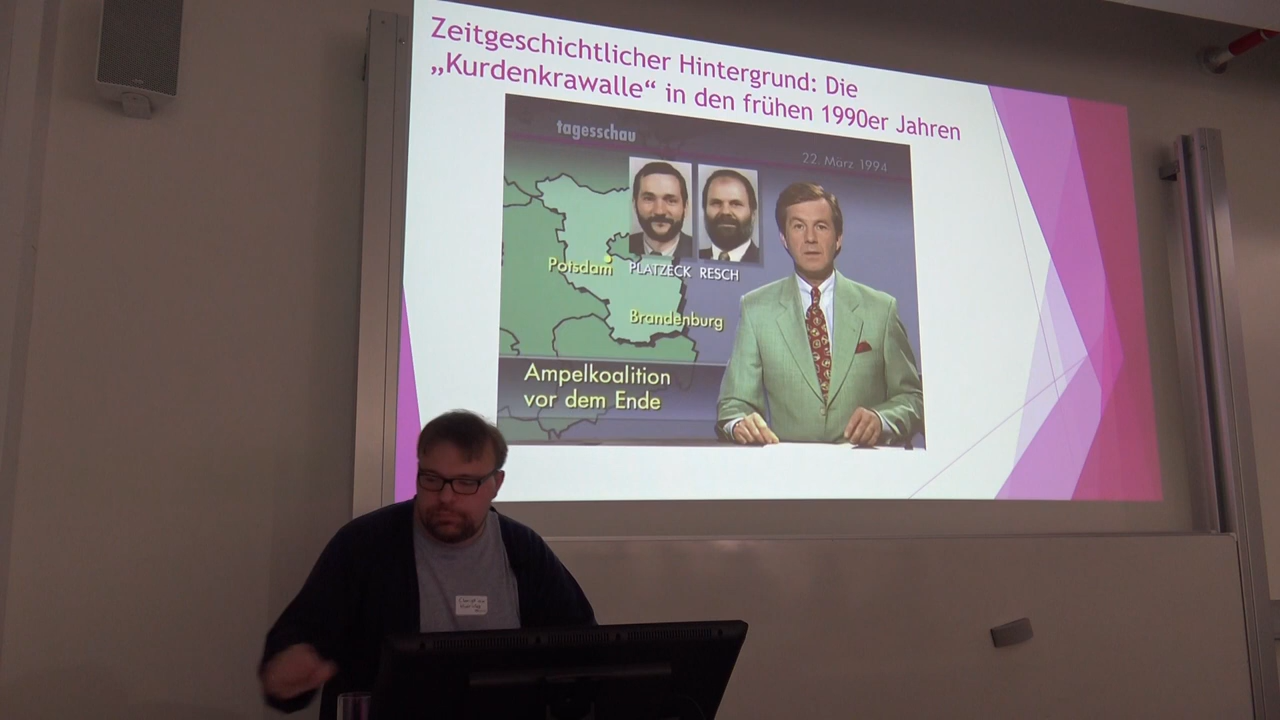 Zeitgeschichtlicher Hintergrund: Die
„Kurdenkrawalle“ in den frühen 1990er Jahren
tagesschau
22. März 1994
Potsdam
PLATZECK RESCH
Brandenburg
Ampelkoalition
vor dem Ende